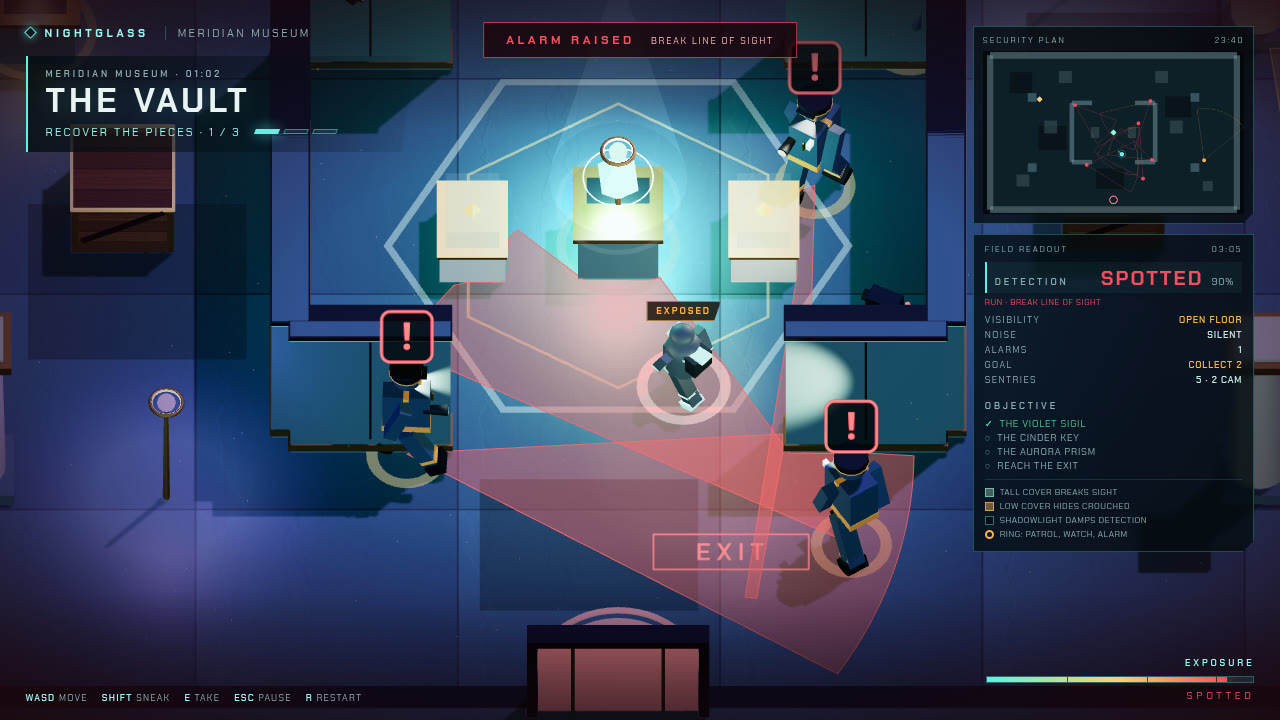 NIGHTGLASS MERIDIAN MUSEUM
MERIDIAN MUSEUM · 01:02
THE VAULT
RECOVER THE PIECES · 1 / 3
ALARM RAISED BREAK LINE OF SIGHT
!
!
!
EXPOSED
EXIT
SECURITY PLAN 23:40
FIELD READOUT 03:05
DETECTION SPOTTED 90%
RUN · BREAK LINE OF SIGHT
VISIBILITY OPEN FLOOR
NOISE SILENT
ALARMS 1
GOAL COLLECT 2
SENTRIES 5 · 2 CAM
OBJECTIVE
✓ THE VIOLET SIGIL
○ THE CINDER KEY
○ THE AURORA PRISM
○ REACH THE EXIT
TALL COVER BREAKS SIGHT
LOW COVER HIDES CROUCHED
SHADOWLIGHT DAMPS DETECTION
RING: PATROL, WATCH, ALARM
EXPOSURE
SPOTTED
WASD MOVE SHIFT SNEAK E TAKE ESC PAUSE R RESTART